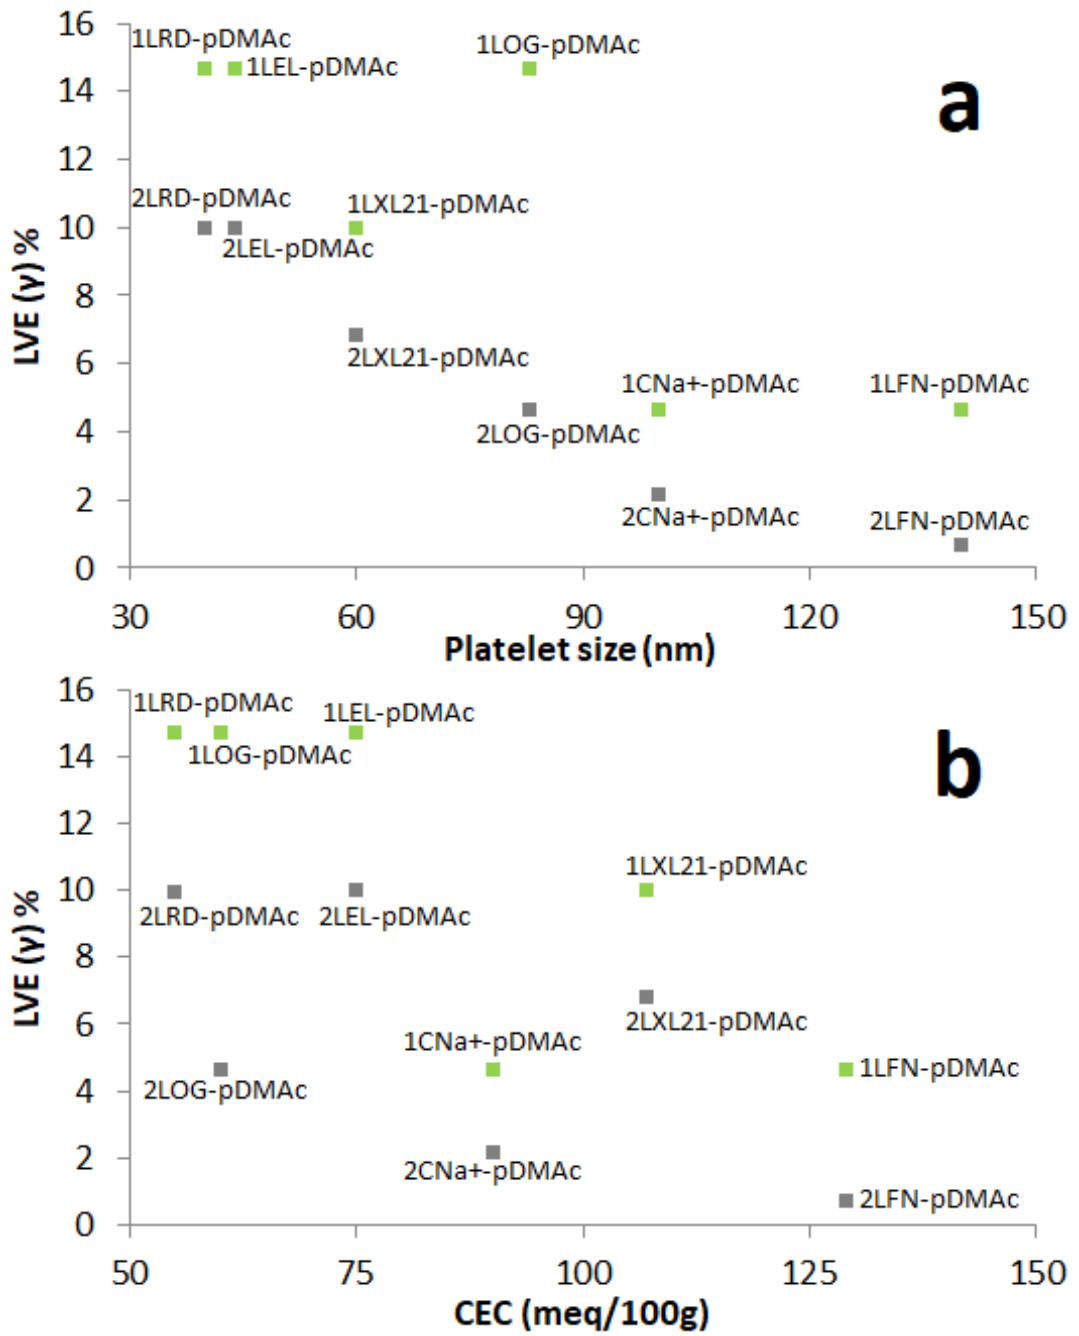 16
1LRD-pDMAc
1LOG-pDMAc
14
1LEL-pDMAc
a
12
2LRD-pDMAc
1LXL21-pDMAc
10
2LEL-pDMAc
8
LVE (γ) %
6
2LXL21-pDMAc
1CNa+-pDMAc
1LFN-pDMAc
4
2LOG-pDMAc
2
2CNa+-pDMAc
2LFN-pDMAc
0
30 60 90 120 150
Platelet size (nm)
16
1LRD-pDMAc
1LEL-pDMAc
1LOG-pDMAc
14
b
12
10
1LXL21-pDMAc
2LRD-pDMAc
2LEL-pDMAc
8
LVE (γ) %
6
2LXL21-pDMAc
1CNa+-pDMAc
1LFN-pDMAc
4
2LOG-pDMAc
2
2CNa+-pDMAc
2LFN-pDMAc
0
50 75 100 125 150
CEC (meq/100g)